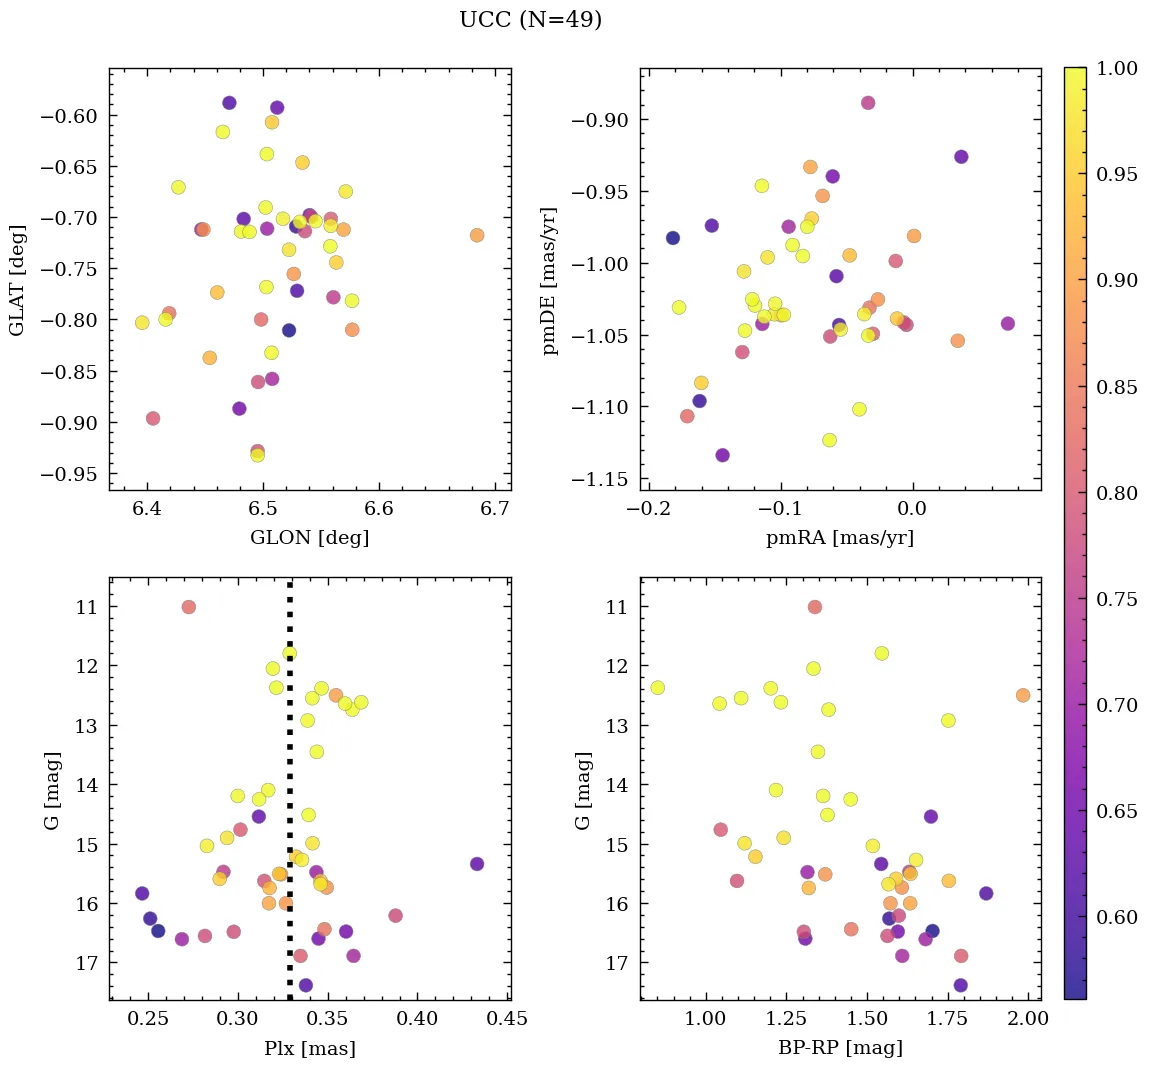 UCC (N=49)
−0.60
−0.65
−0.70
−0.75
−0.80
−0.85
−0.90
−0.95
GLAT [deg]
6.4 6.5 6.6 6.7
GLON [deg]
−0.90
−0.95
−1.00
−1.05
−1.10
−1.15
pmDE [mas/yr]
−0.2 −0.1 0.0
pmRA [mas/yr]
11
12
13
14
15
16
17
G [mag]
0.25 0.30 0.35 0.40 0.45
Plx [mas]
11
12
13
14
15
16
17
G [mag]
1.00 1.25 1.50 1.75 2.00
BP-RP [mag]
1.00
0.95
0.90
0.85
0.80
0.75
0.70
0.65
0.60